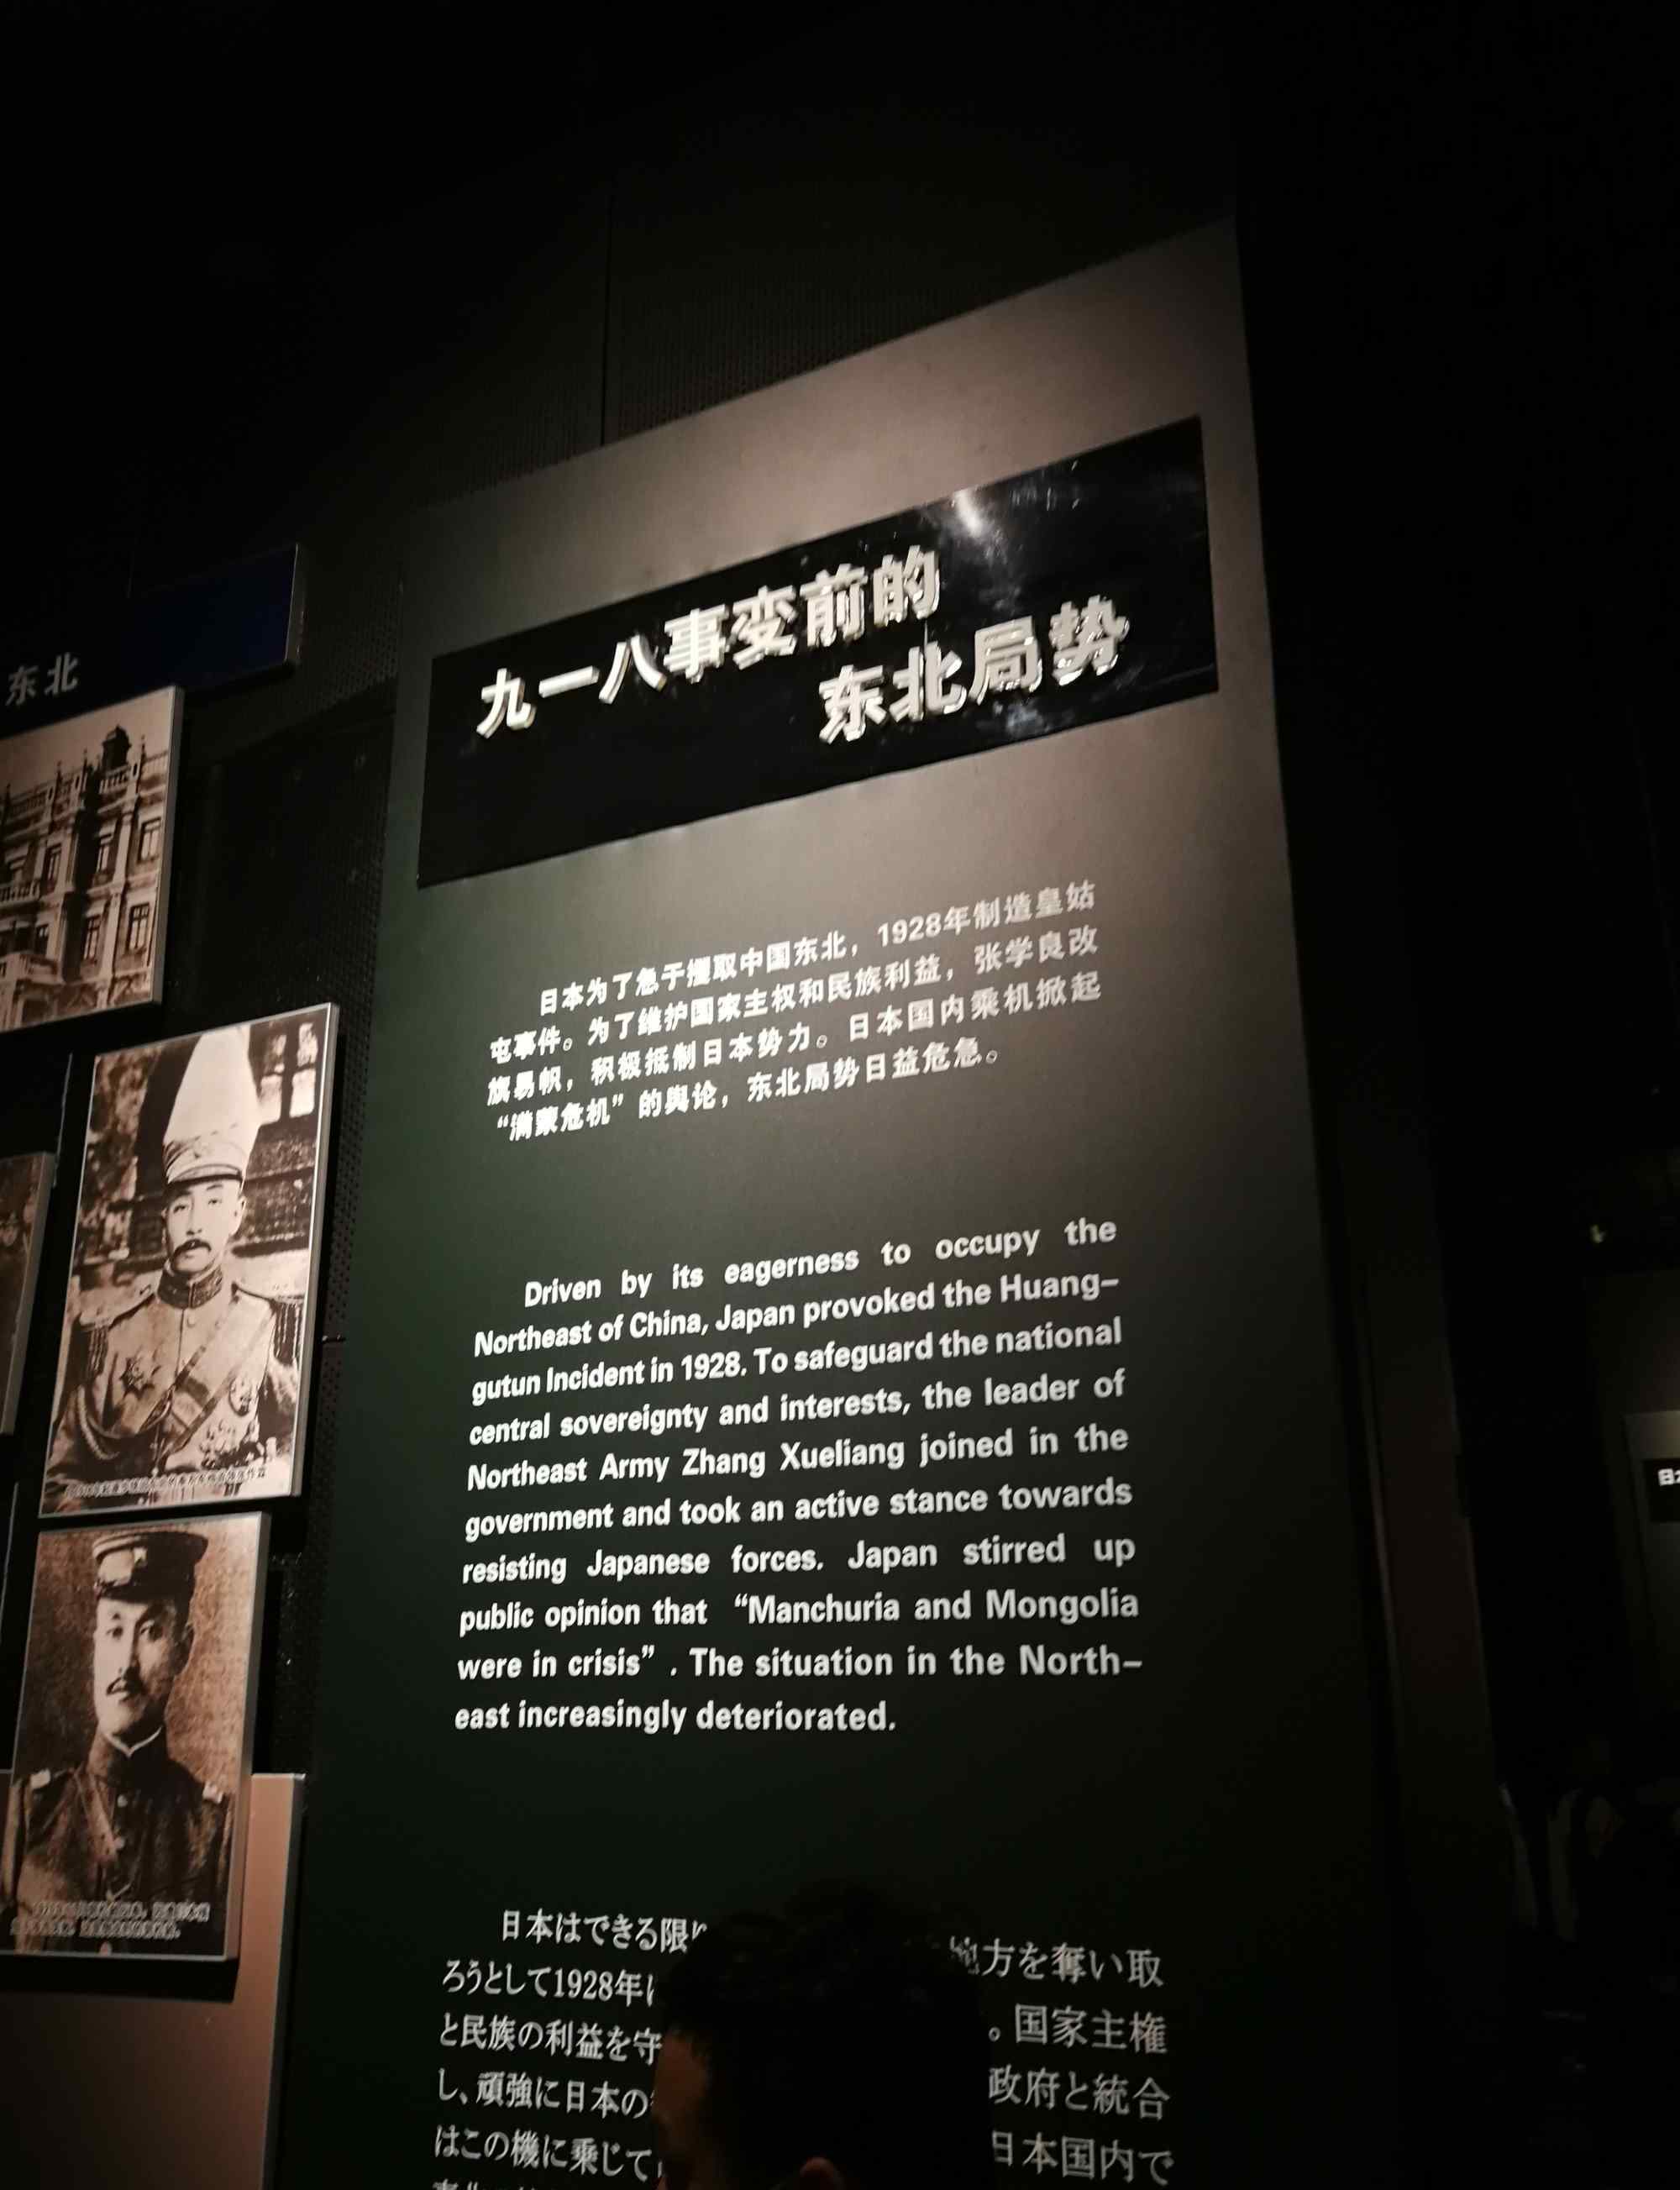 东北
九一八事变前的
东北局势
日本为了急于攫取中国东北，1928年制造皇姑
屯事件。为了维护国家主权和民族利益，张学良改
旗易帜，积极抵制日本势力。日本国内乘机掀起
“满蒙危机”的舆论，东北局势日益危急。
Driven by its eagerness to occupy the
Northeast of China, Japan provoked the Huang-
gutun Incident in 1928. To safeguard the national
central sovereignty and interests, the leader of
Northeast Army Zhang Xueliang joined in the
government and took an active stance towards
resisting Japanese forces. Japan stirred up
public opinion that “Manchuria and Mongolia
were in crisis” . The situation in the North-
east increasingly deteriorated.
日本はできる限 方を奪い取
ろうとして1928年に
と民族の利益を守 。国家主権
し、頑強に日本の 政府と統合
はこの機に乗じて 日本国内で